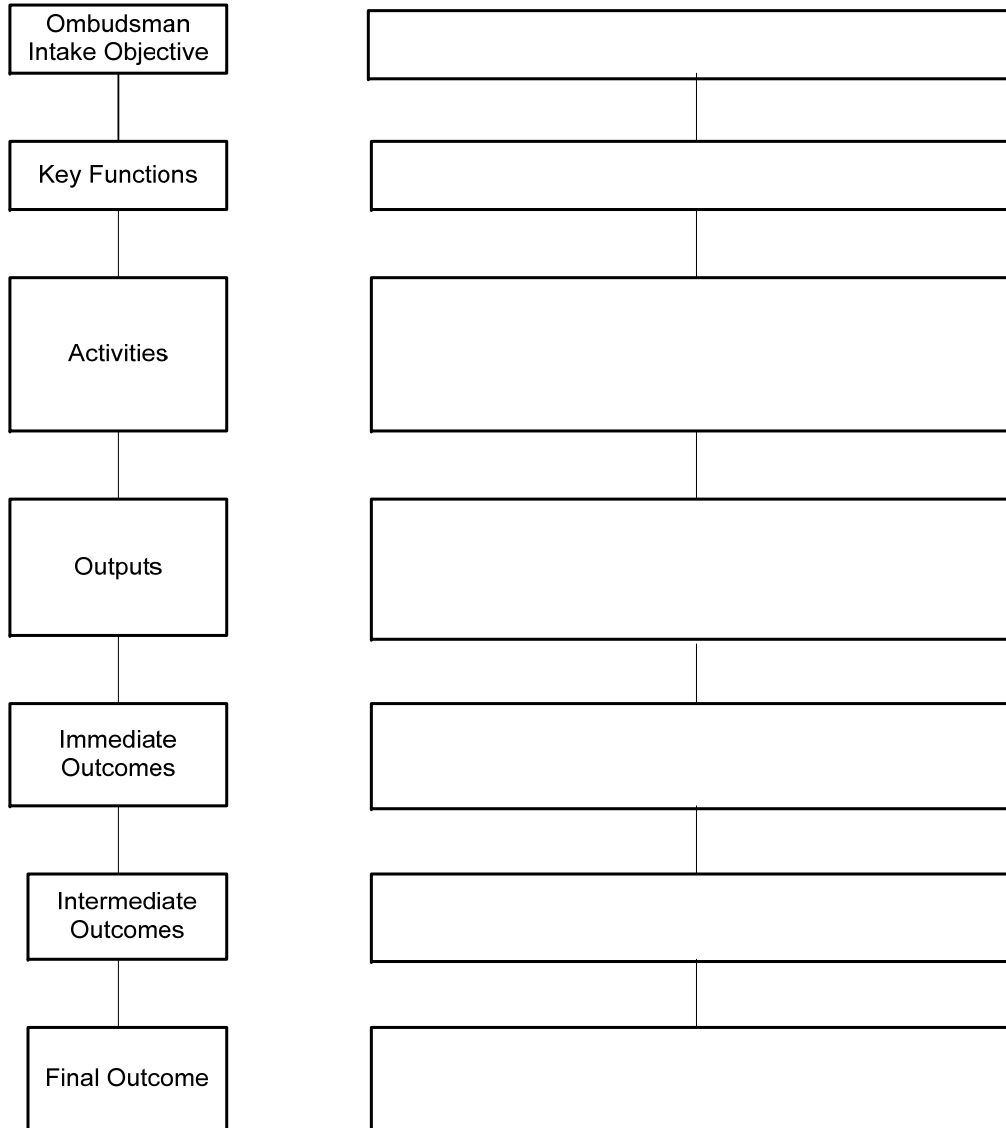 Ombudsman
Intake Objective
Key Functions
Activities
Outputs
Immediate
Outcomes
Intermediate
Outcomes
Final Outcome